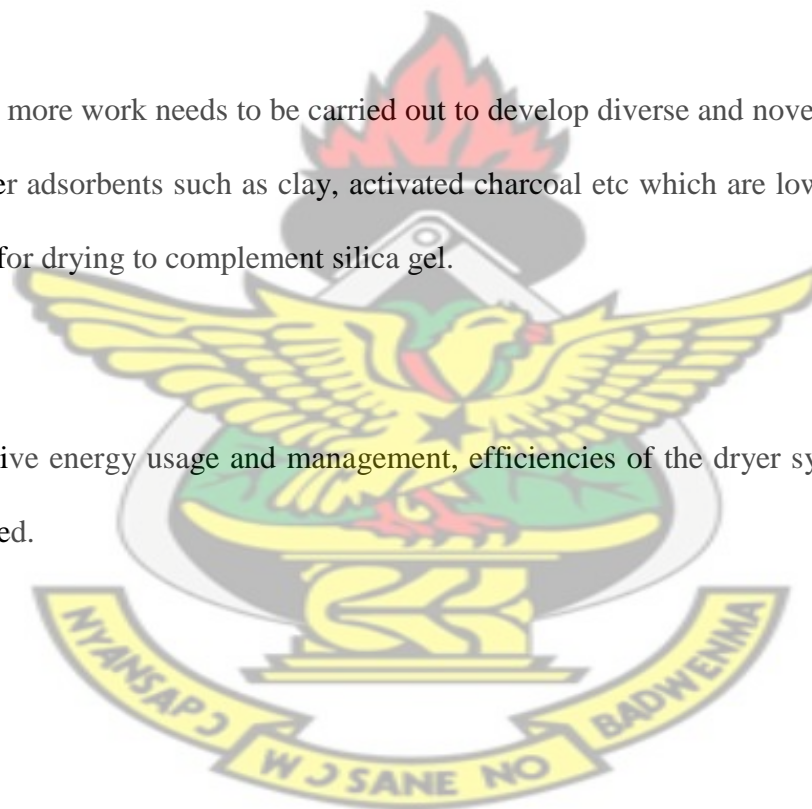 more work needs to be carried out to develop diverse and nove
er adsorbents such as clay, activated charcoal etc which are low
for drying to complement silica gel.
ive energy usage and management, efficiencies of the dryer sy
ed.
NYANSAPƆ
WƆSANE NO
BADWENMA